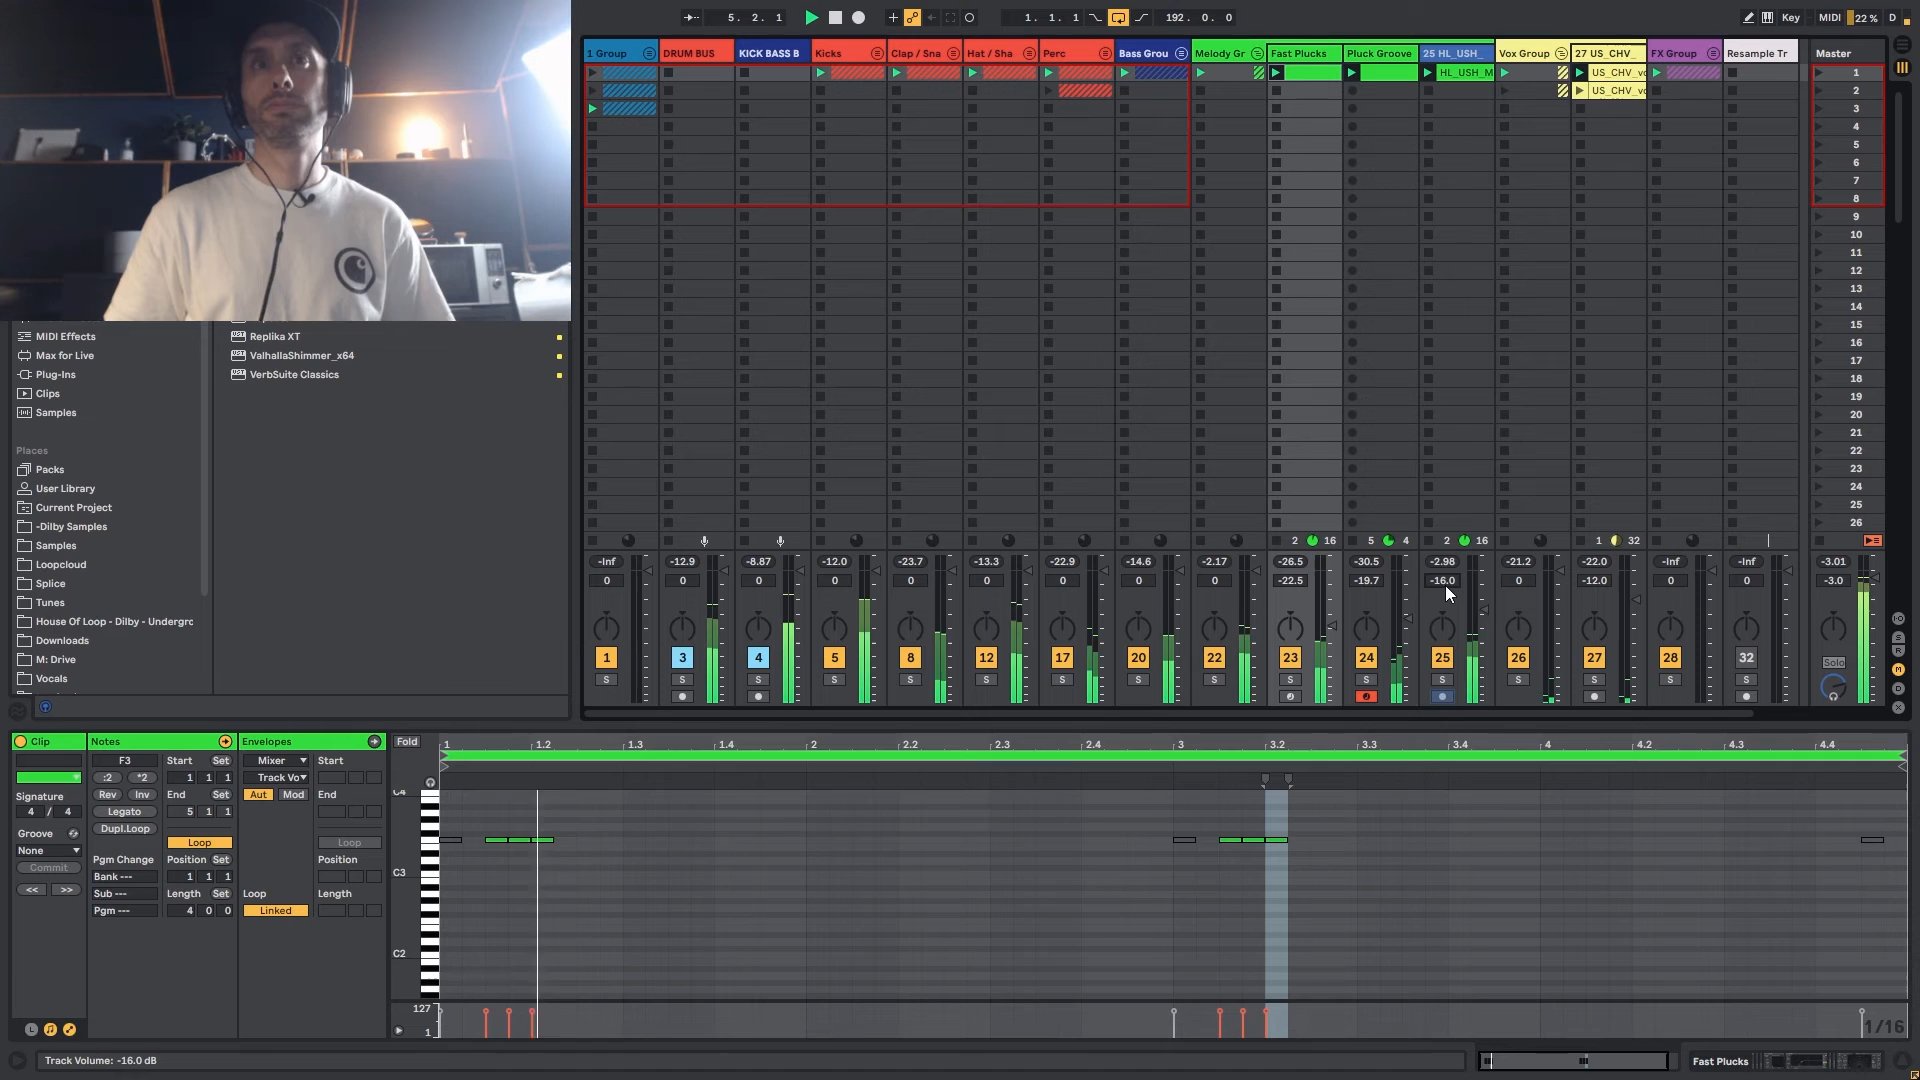 5. 2. 1
1. 1. 1
192. 0. 0
Key
MIDI
22 %
D
1 Group
DRUM BUS
KICK BASS B
Kicks
Clap / Sna
Hat / Sha
Perc
Bass Grou
Melody Gr
Fast Plucks
Pluck Groove
25 HL_USH_
Vox Group
27 US_CHV_
FX Group
Resample Tr
Master
HL_USH_M
US_CHV_vo
1
US_CHV_vo
2
3
4
5
6
7
8
9
10
11
12
13
14
15
16
17
18
19
20
21
22
23
24
25
26
MIDI Effects
Max for Live
Plug-Ins
Clips
Samples
Places
Packs
User Library
Current Project
-Dilby Samples
Samples
Loopcloud
Splice
Tunes
House Of Loop - Dilby - Undergro
Downloads
M: Drive
Vocals
Replika XT
ValhallaShimmer_x64
VerbSuite Classics
2 16
5 4
2 16
1 32
-Inf -12.9 -8.87 -12.0 -23.7 -13.3 -22.9 -14.6 -2.17 -26.5 -30.5 -2.98 -21.2 -22.0 -Inf -Inf -3.01
0 0 0 0 0 0 0 0 0 -22.5 -19.7 -16.0 0 -12.0 0 0 -3.0
1 3 4 5 8 12 17 20 22 23 24 25 26 27 28 32 Solo
S S S S S S S S S S S S S S S S
Clip
Notes
Envelopes
Fold
1 1.2 1.3 1.4 2 2.2 2.3 2.4 3 3.2 3.3 3.4 4 4.2 4.3 4.4
F3
Start Set
Mixer
Start
:2 *2
1 1 1
Track Vo
Rev Inv
End Set
Aut Mod
End
Signature
4 / 4
Legato
5 1 1
Dupl.Loop
Groove
Loop
Loop
None
Pgm Change
Position Set
Position
Commit
Bank ---
1 1 1
<< >>
Sub ---
Length Set
Loop
Length
Pgm ---
4 0 0
Linked
C4
C3
C2
127
1
1/16
Track Volume: -16.0 dB
Fast Plucks